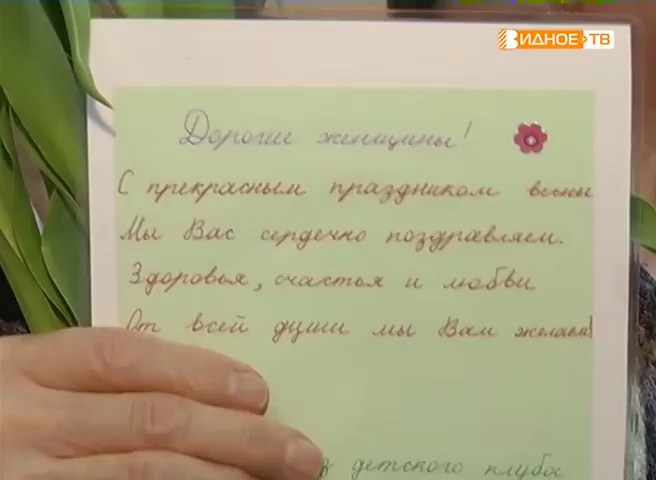 ВИДНОЕ-ТВ
Дорогие женщины!
С прекрасным праздником весны
Мы Вас сердечно поздравляем.
Здоровья, счастья и любви
От всей души мы Вам желаем!
из детского клуба